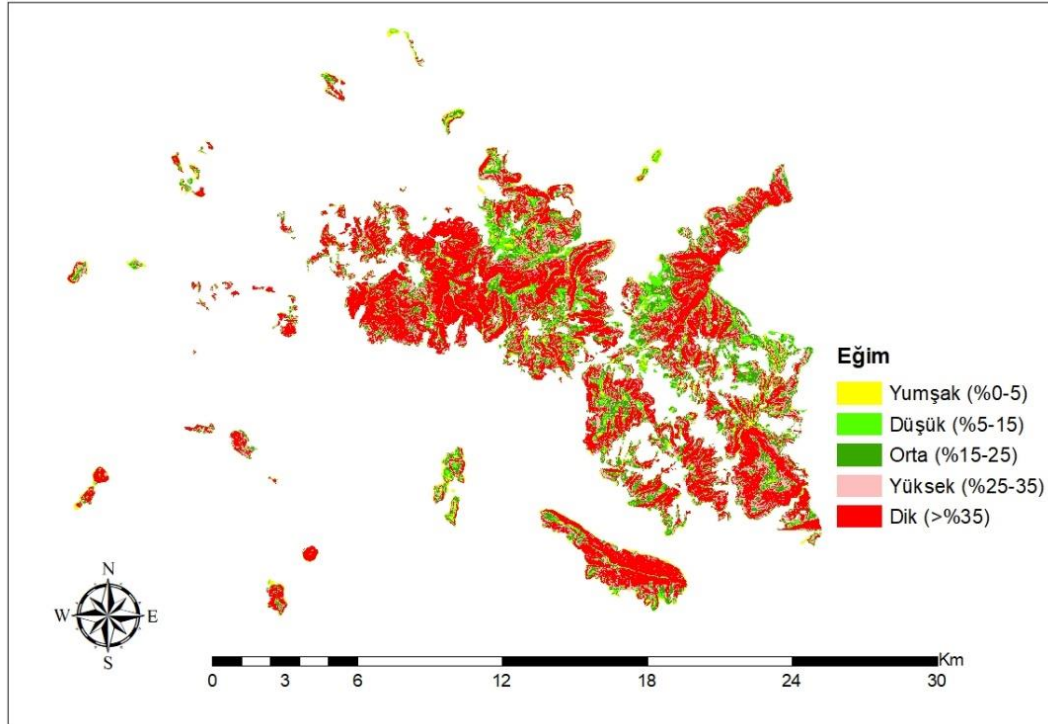 Eğim
Yumşak (%0-5)
Düşük (%5-15)
Orta (%15-25)
Yüksek (%25-35)
Dik (>%35)
N
W E
S
Km
0 3 6 12 18 24 30